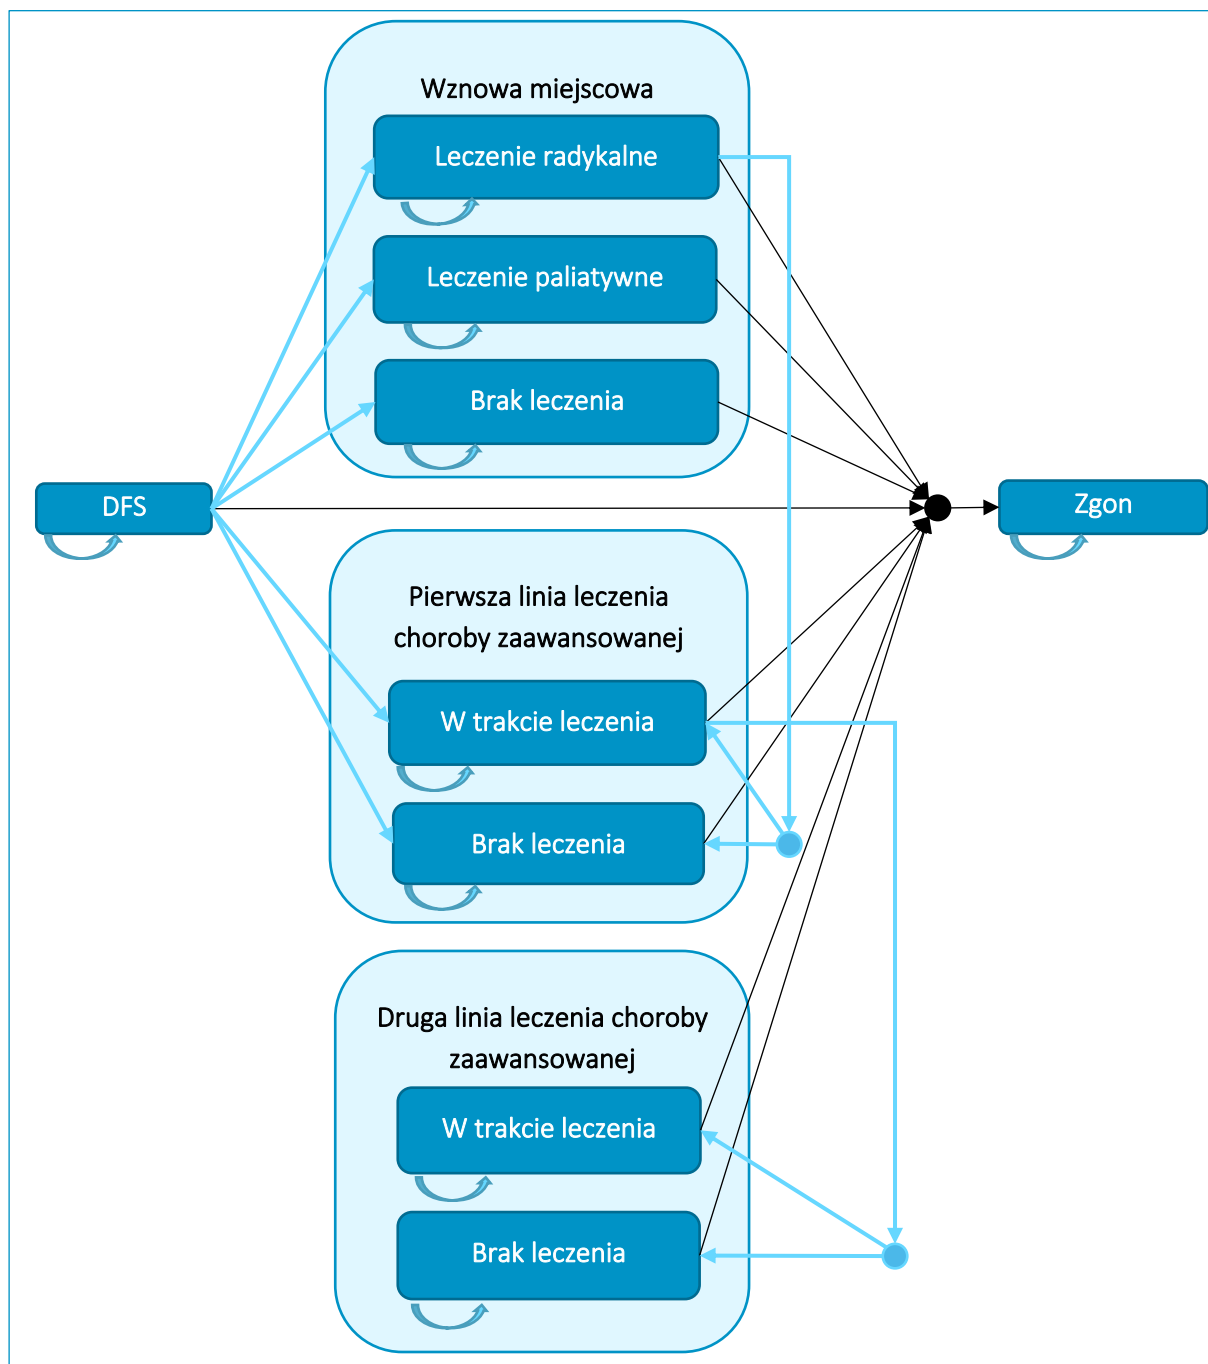 Wznowa miejscowa
Leczenie radykalne
Leczenie paliatywne
Brak leczenia
DFS
Zgon
Pierwsza linia leczenia
choroby zaawansowanej
W trakcie leczenia
Brak leczenia
Druga linia leczenia choroby
zaawansowanej
W trakcie leczenia
Brak leczenia